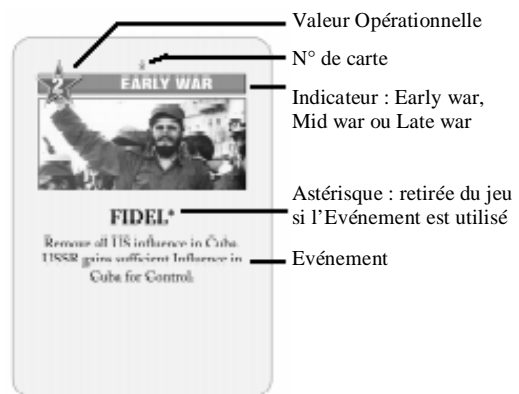 Valeur Opérationnelle
N° de carte
2
EARLY WAR
Indicateur : Early war,
Mid war ou Late war
Astérisque : retirée du jeu
si l'Evénement est utilisé
FIDEL*
Remove all US influence in Cuba.
USSR gains sufficient Influence in
Cuba for Control.
Evénement